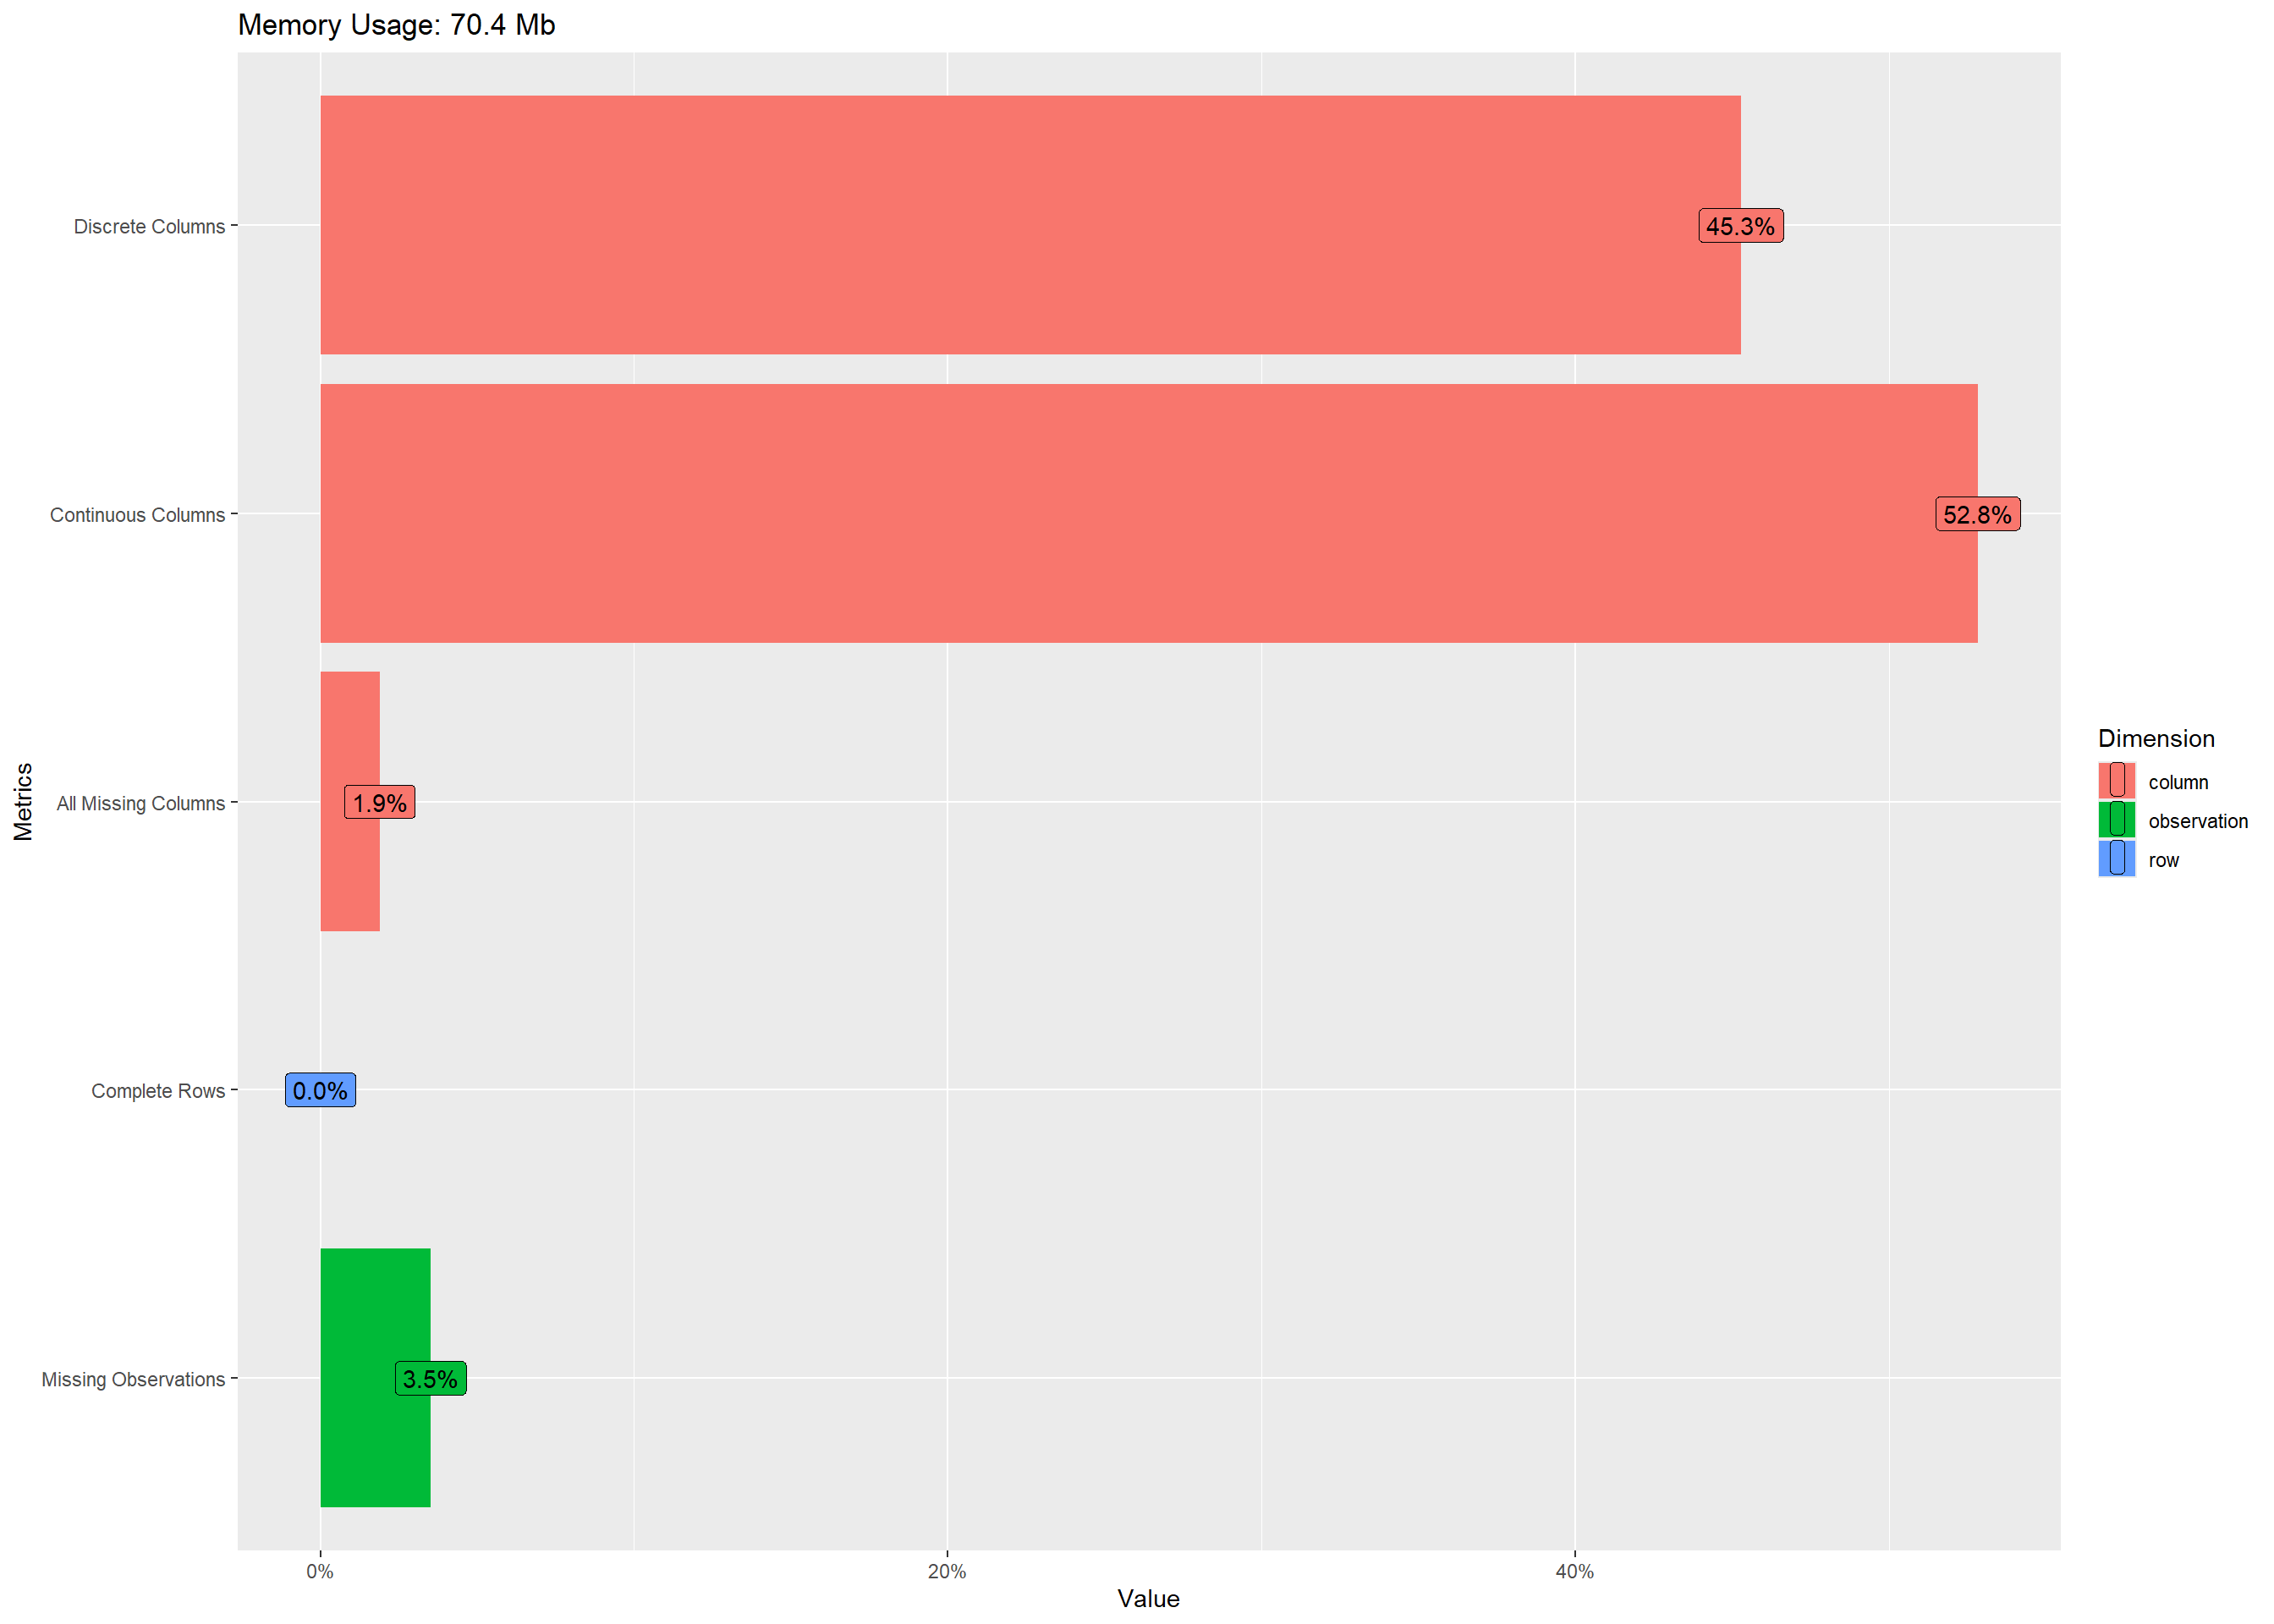 Memory Usage: 70.4 Mb
Discrete Columns
45.3%
Continuous Columns
52.8%
All Missing Columns
1.9%
Complete Rows
0.0%
Missing Observations
3.5%
Metrics
0%
20%
40%
Value
Dimension
column
observation
row